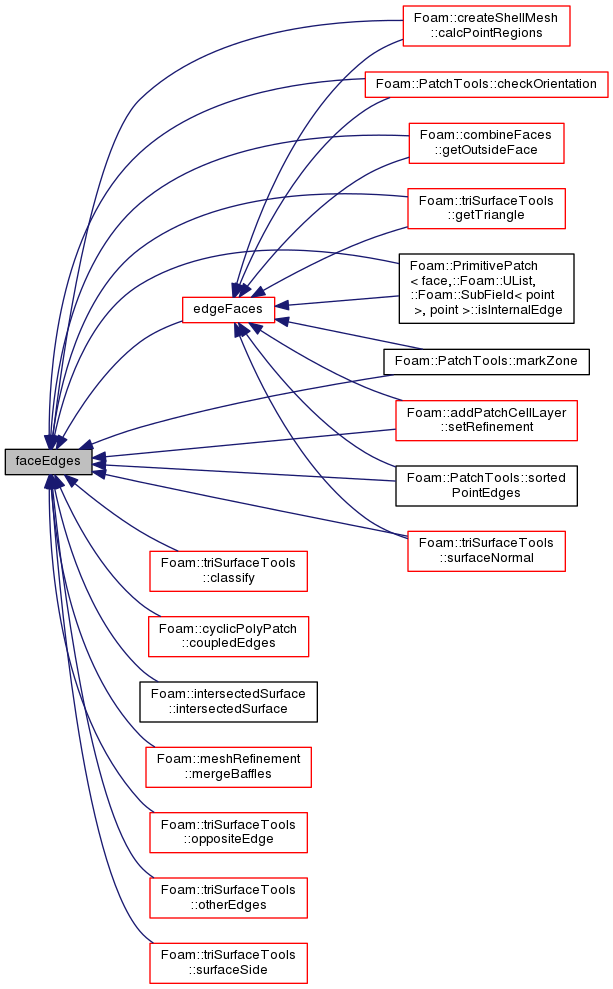 Foam::createShellMesh
::calcPointRegions
Foam::PatchTools::checkOrientation
Foam::combineFaces
::getOutsideFace
Foam::triSurfaceTools
::getTriangle
Foam::PrimitivePatch
< face,::Foam::UList,
::Foam::SubField< point
>, point >::isInternalEdge
edgeFaces
Foam::PatchTools::markZone
Foam::addPatchCellLayer
::setRefinement
faceEdges
Foam::PatchTools::sorted
PointEdges
Foam::triSurfaceTools
::surfaceNormal
Foam::triSurfaceTools
::classify
Foam::cyclicPolyPatch
::coupledEdges
Foam::intersectedSurface
::intersectedSurface
Foam::meshRefinement
::mergeBaffles
Foam::triSurfaceTools
::oppositeEdge
Foam::triSurfaceTools
::otherEdges
Foam::triSurfaceTools
::surfaceSide